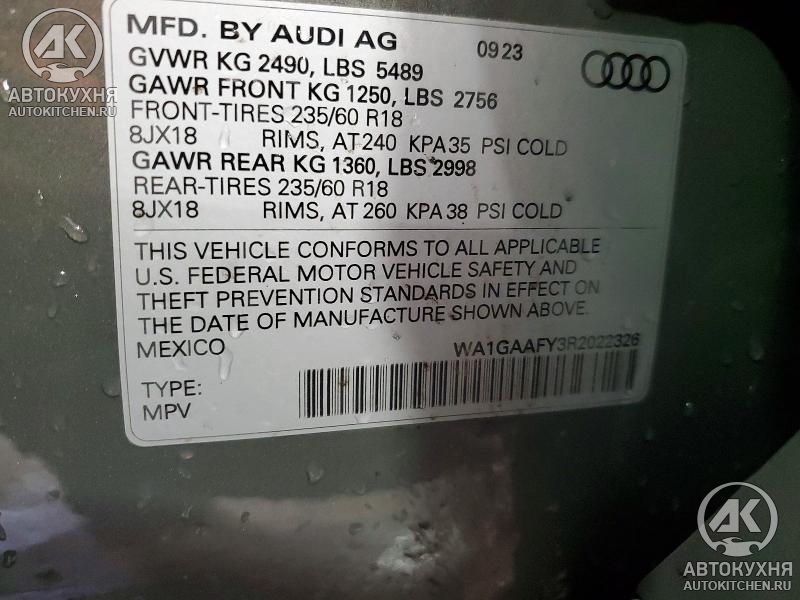 AK
АВТОКУХНЯ
AUTOKITCHEN.RU
MFD. BY AUDI AG 09 23
GVWR KG 2490, LBS 5489
GAWR FRONT KG 1250, LBS 2756
FRONT-TIRES 235/60 R18
8JX18 RIMS, AT 240 KPA 35 PSI COLD
GAWR REAR KG 1360, LBS 2998
REAR-TIRES 235/60 R18
8JX18 RIMS, AT 260 KPA 38 PSI COLD
THIS VEHICLE CONFORMS TO ALL APPLICABLE
U.S. FEDERAL MOTOR VEHICLE SAFETY AND
THEFT PREVENTION STANDARDS IN EFFECT ON
THE DATE OF MANUFACTURE SHOWN ABOVE.
MEXICO WA1GAAFY3R2022326
TYPE:
MPV
AK
АВТОКУХНЯ
AUTOKITCHEN.RU